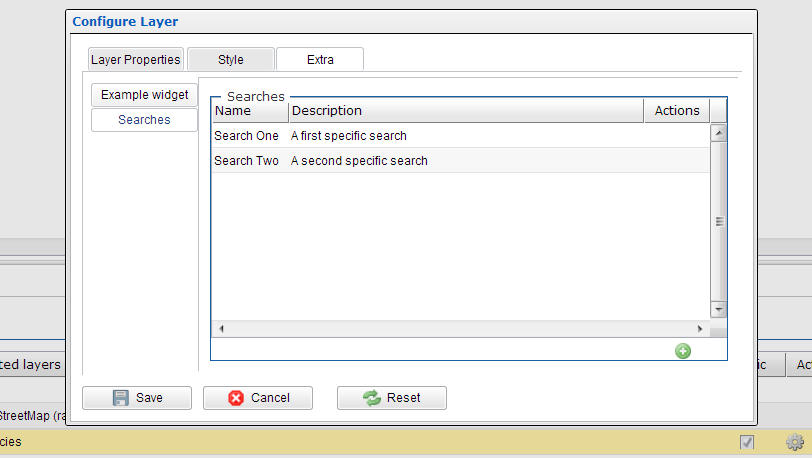 Configure Layer
Layer Properties Style Extra
Example widget
Searches
Searches
Name Description Actions
Search One A first specific search
Search Two A second specific search
ted layers ic Ac
StreetMap (ra
cies
Save Cancel Reset